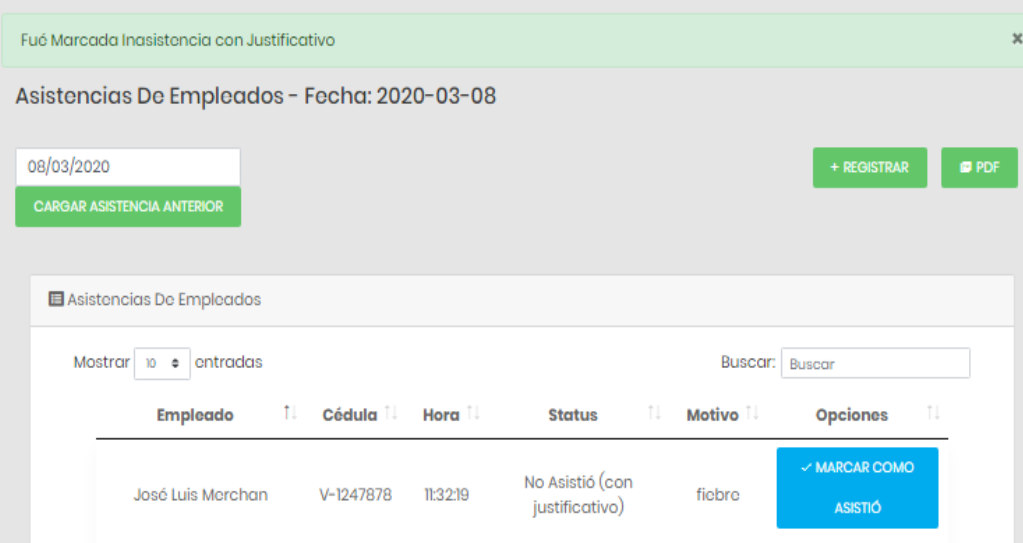 Fué Marcada Inasistencia con Justificativo
×
Asistencias De Empleados - Fecha: 2020-03-08
08/03/2020
+ REGISTRAR
PDF
CARGAR ASISTENCIA ANTERIOR
Asistencias De Empleados
Mostrar 10 entradas
Buscar: Buscar
Empleado Cédula Hora Status Motivo Opciones
José Luis Merchan V-1247878 11:32:19 No Asistió (con justificativo) fiebre ✓ MARCAR COMO ASISTIÓ